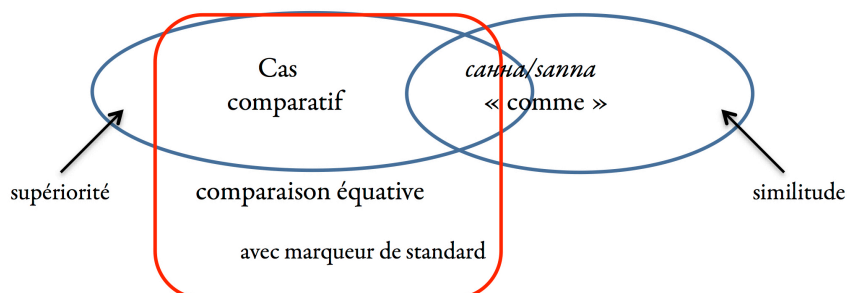 Cas
comparatif
санна/sanna
« comme »
supériorité
comparaison équative
similitude
avec marqueur de standard